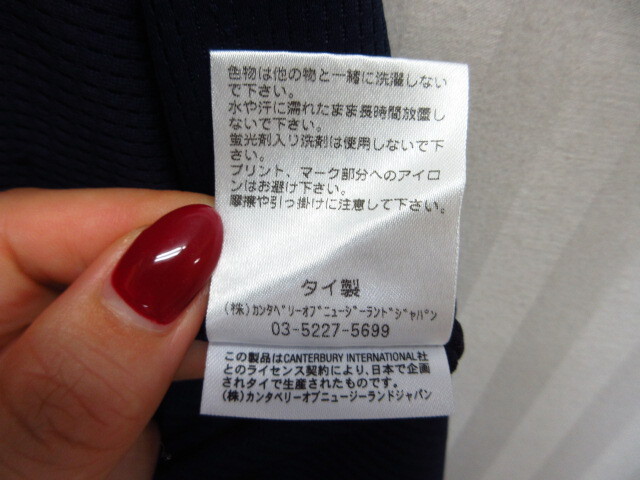 色物は他の物と一緒に洗濯しない
で下さい。
水や汗に濡れたまま長時間放置し
ないで下さい。
蛍光剤入リ洗剤は使用しないで下
さい。
プリント、マーク部分へのアイロ
ンはお避け下さい。
摩擦や引っ掛けに注意して下さい。
タイ製
(株)ｶﾝﾀﾍﾞﾘｰｵﾌﾞﾆｭｰｼﾞｰﾗﾝﾄﾞｼﾞｬﾊﾟﾝ
03-5227-5699
この製品はCANTERBURY INTERNATIONAL社
とのライセンス契約により、日本で企画
されタイで生産されたものです。
(株)カンタベリーオブニュージーランドジャパン